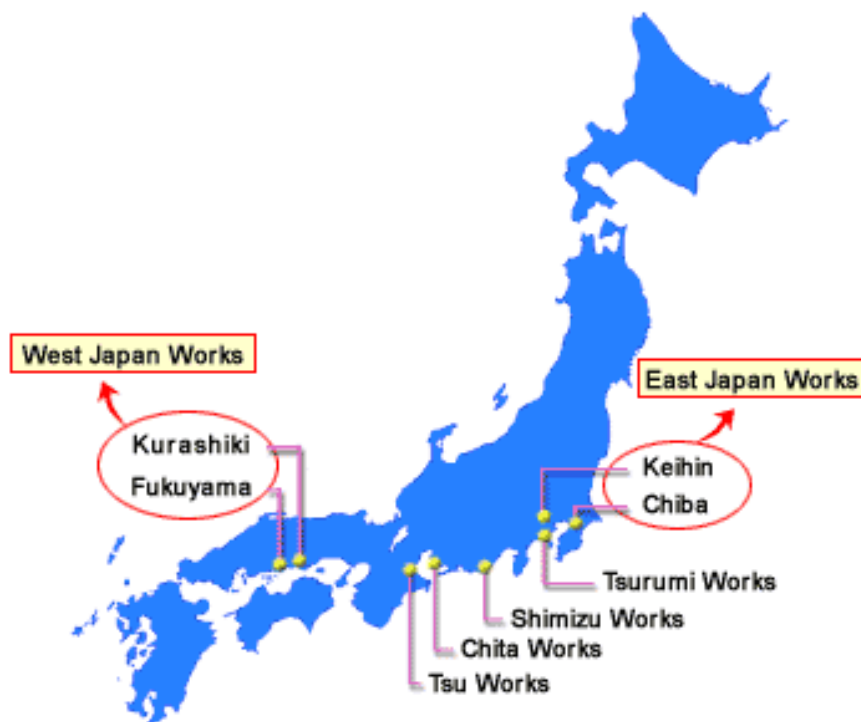 West Japan Works
East Japan Works
Kurashiki
Fukuyama
Keihin
Chiba
Tsurumi Works
Shimizu Works
Chita Works
Tsu Works